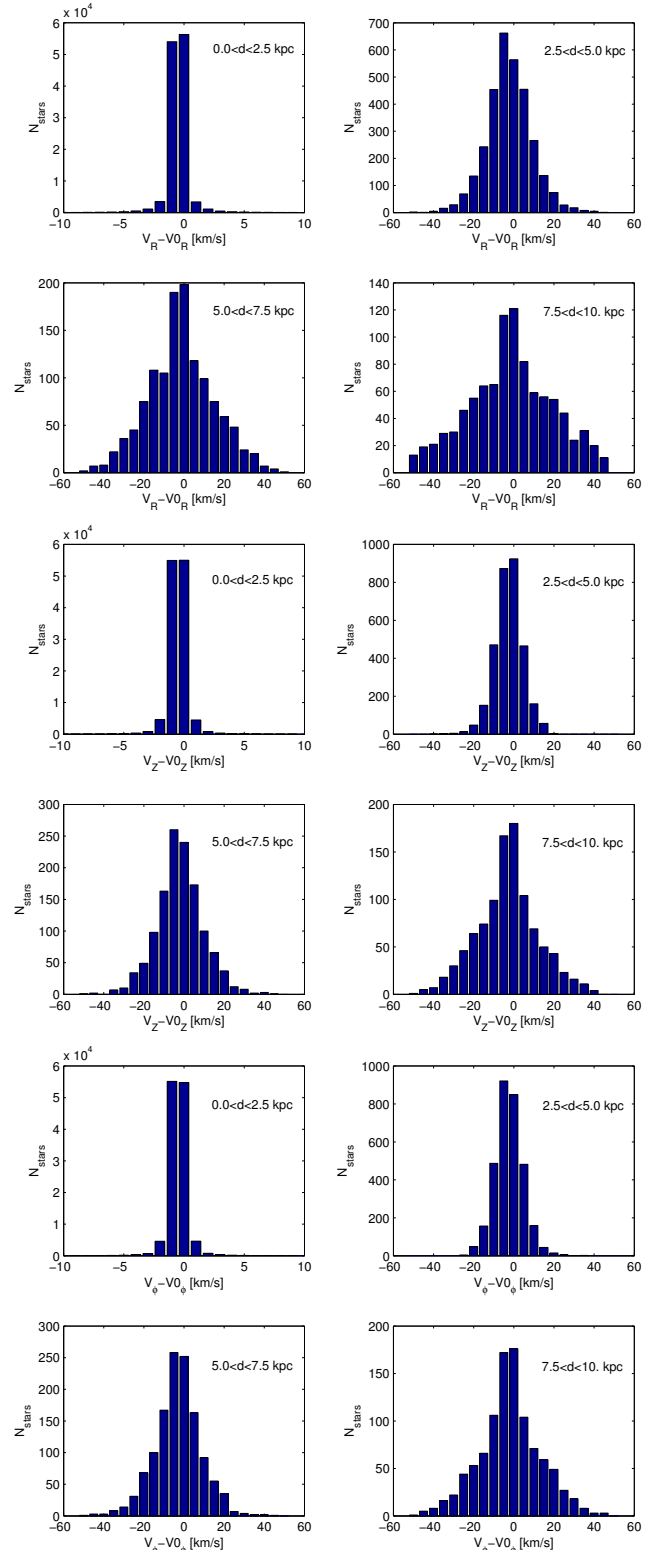 x 10^4
6
5
4
3
2
1
0
N_stars
0.0<d<2.5 kpc
−10 −5 0 5 10
V_R−V0_R [km/s]
700
600
500
400
300
200
100
0
N_stars
2.5<d<5.0 kpc
−60 −40 −20 0 20 40 60
V_R−V0_R [km/s]
200
150
100
50
0
N_stars
5.0<d<7.5 kpc
−60 −40 −20 0 20 40 60
V_R−V0_R [km/s]
140
120
100
80
60
40
20
0
N_stars
7.5<d<10. kpc
−60 −40 −20 0 20 40 60
V_R−V0_R [km/s]
x 10^4
6
5
4
3
2
1
0
N_stars
0.0<d<2.5 kpc
−10 −5 0 5 10
V_Z−V0_Z [km/s]
1000
800
600
400
200
0
N_stars
2.5<d<5.0 kpc
−60 −40 −20 0 20 40 60
V_Z−V0_Z [km/s]
300
250
200
150
100
50
0
N_stars
5.0<d<7.5 kpc
−60 −40 −20 0 20 40 60
V_Z−V0_Z [km/s]
200
150
100
50
0
N_stars
7.5<d<10. kpc
−60 −40 −20 0 20 40 60
V_Z−V0_Z [km/s]
x 10^4
6
5
4
3
2
1
0
N_stars
0.0<d<2.5 kpc
−10 −5 0 5 10
V_ϕ−V0_ϕ [km/s]
1000
800
600
400
200
0
N_stars
2.5<d<5.0 kpc
−60 −40 −20 0 20 40 60
V_ϕ−V0_ϕ [km/s]
300
250
200
150
100
50
0
N_stars
5.0<d<7.5 kpc
−60 −40 −20 0 20 40 60
V_ϕ−V0_ϕ [km/s]
200
150
100
50
0
N_stars
7.5<d<10. kpc
−60 −40 −20 0 20 40 60
V_ϕ−V0_ϕ [km/s]